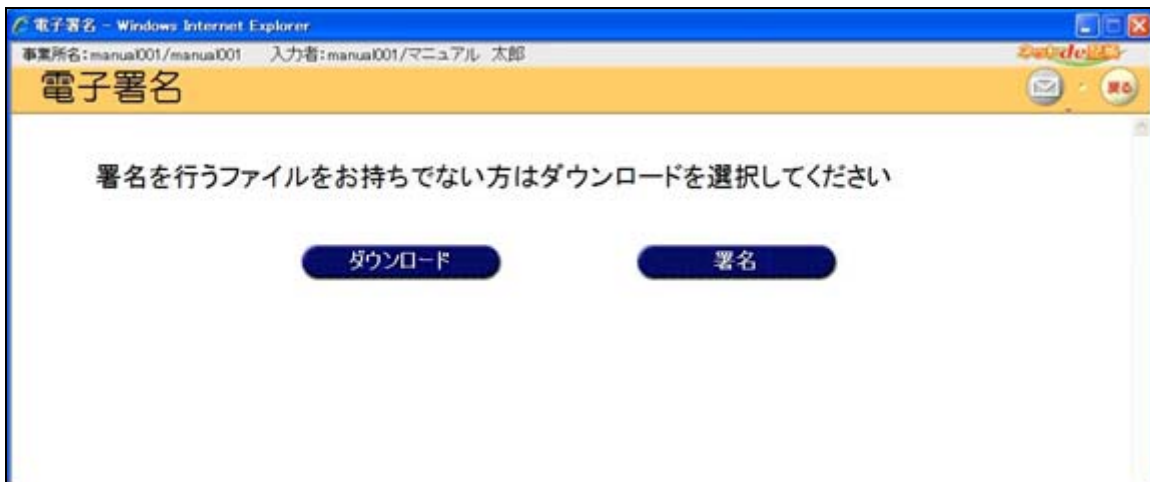 電子署名 - Windows Internet Explorer
事業所名：manual001/manual001 入力者：manual001/マニュアル 太郎
電子署名
戻る
署名を行うファイルをお持ちでない方はダウンロードを選択してください
ダウンロード 署名